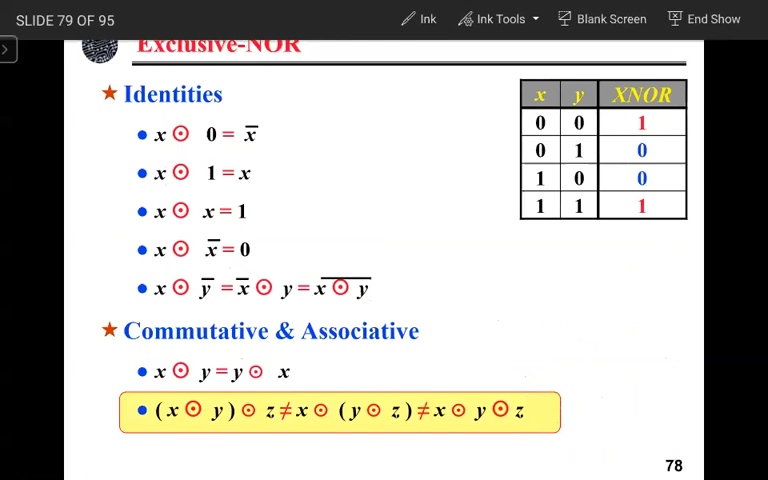 SLIDE 79 OF 95 Ink Ink Tools Blank Screen End Show
Exclusive-NOR
★ Identities
x y XNOR
0 0 1
0 1 0
1 0 0
1 1 1
• x ⊙ 0 = x̅
• x ⊙ 1 = x
• x ⊙ x = 1
• x ⊙ x̅ = 0
• x ⊙ y̅ = x̅ ⊙ y = x̅ ⊙̅ y̅
★ Commutative & Associative
• x ⊙ y = y ⊙ x
• ( x ⊙ y ) ⊙ z ≠ x ⊙ ( y ⊙ z ) ≠ x ⊙ y ⊙ z
78